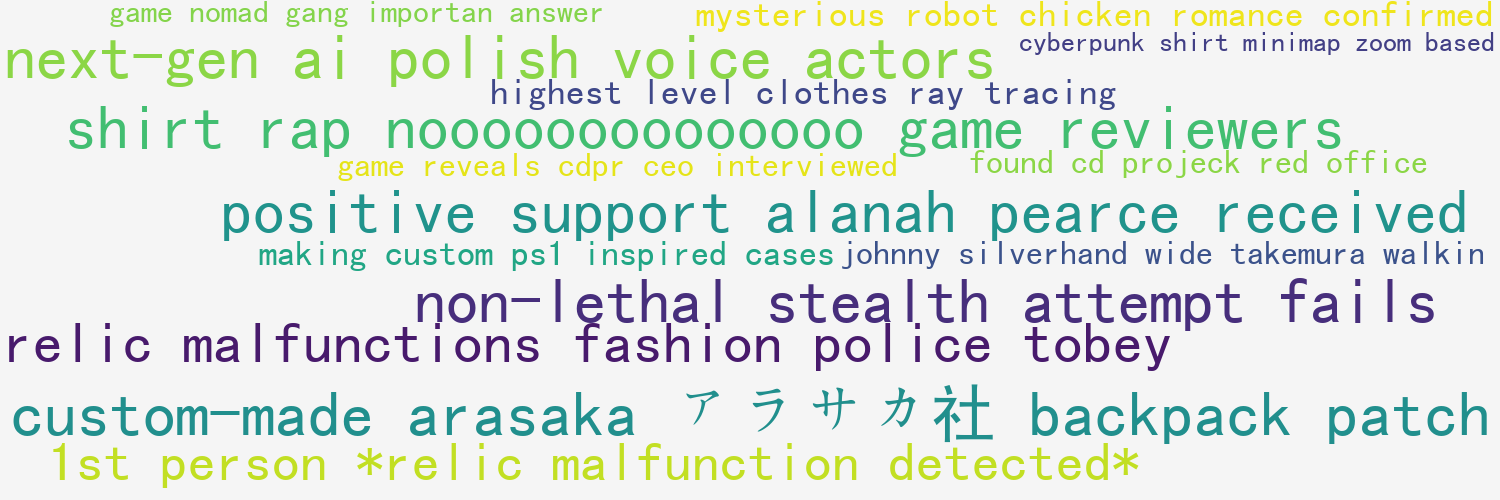 game nomad gang importan answer
mysterious robot chicken romance confirmed
next-gen ai polish voice actors
cyberpunk shirt minimap zoom based
highest level clothes ray tracing
shirt rap nooooooooooooooo game reviewers
game reveals cdpr ceo interviewed
found cd projeck red office
positive support alanah pearce received
making custom ps1 inspired cases
johnny silverhand wide takemura walkin
non-lethal stealth attempt fails
relic malfunctions fashion police tobey
custom-made arasaka アラサカ社 backpack patch
1st person *relic malfunction detected*